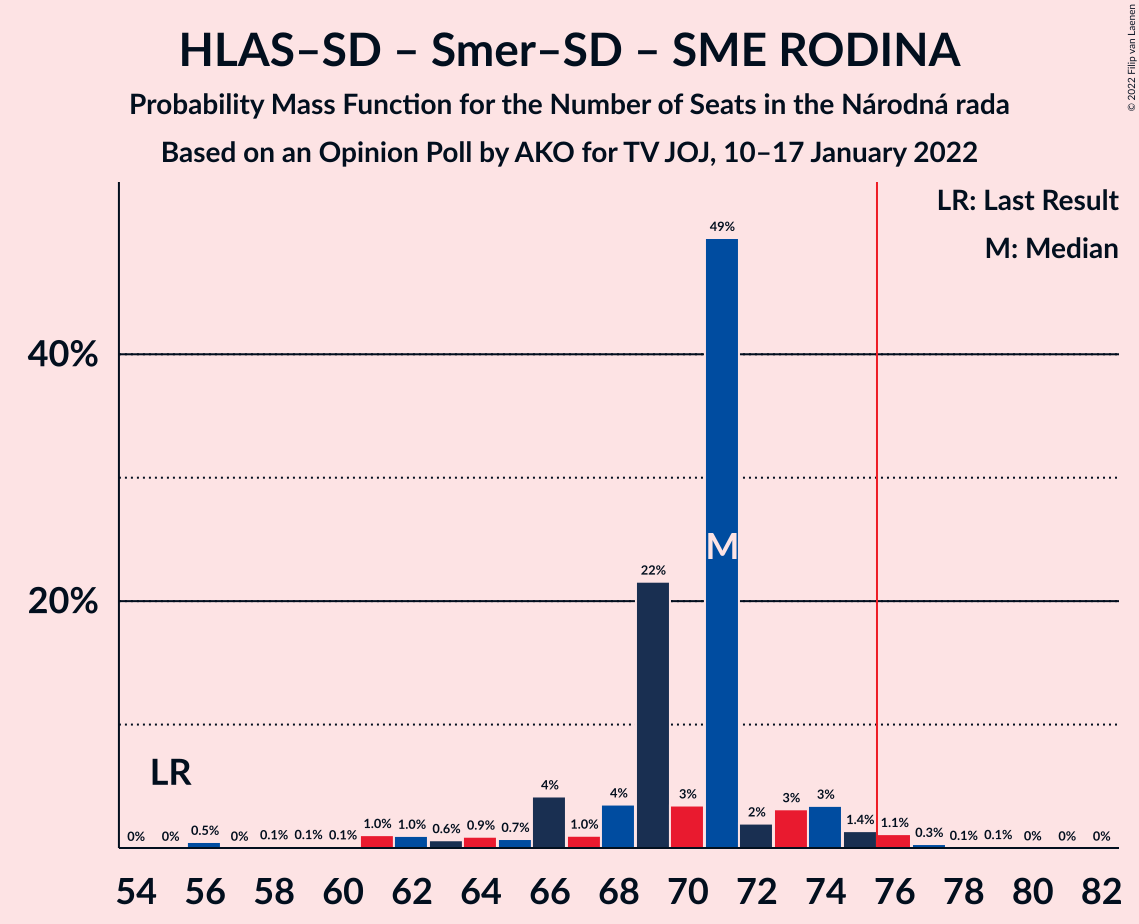 HLAS–SD – Smer–SD – SME RODINA
Probability Mass Function for the Number of Seats in the Národná rada
Based on an Opinion Poll by AKO for TV JOJ, 10–17 January 2022
© 2022 Filip van Laenen
LR: Last Result
M: Median
40%
20%
LR
M
0% 0% 0.5% 0% 0.1% 0.1% 0.1% 1.0% 1.0% 0.6% 0.9% 0.7% 4% 1.0% 4% 22% 3% 49% 2% 3% 3% 1.4% 1.1% 0.3% 0.1% 0.1% 0% 0% 0%
54 56 58 60 62 64 66 68 70 72 74 76 78 80 82